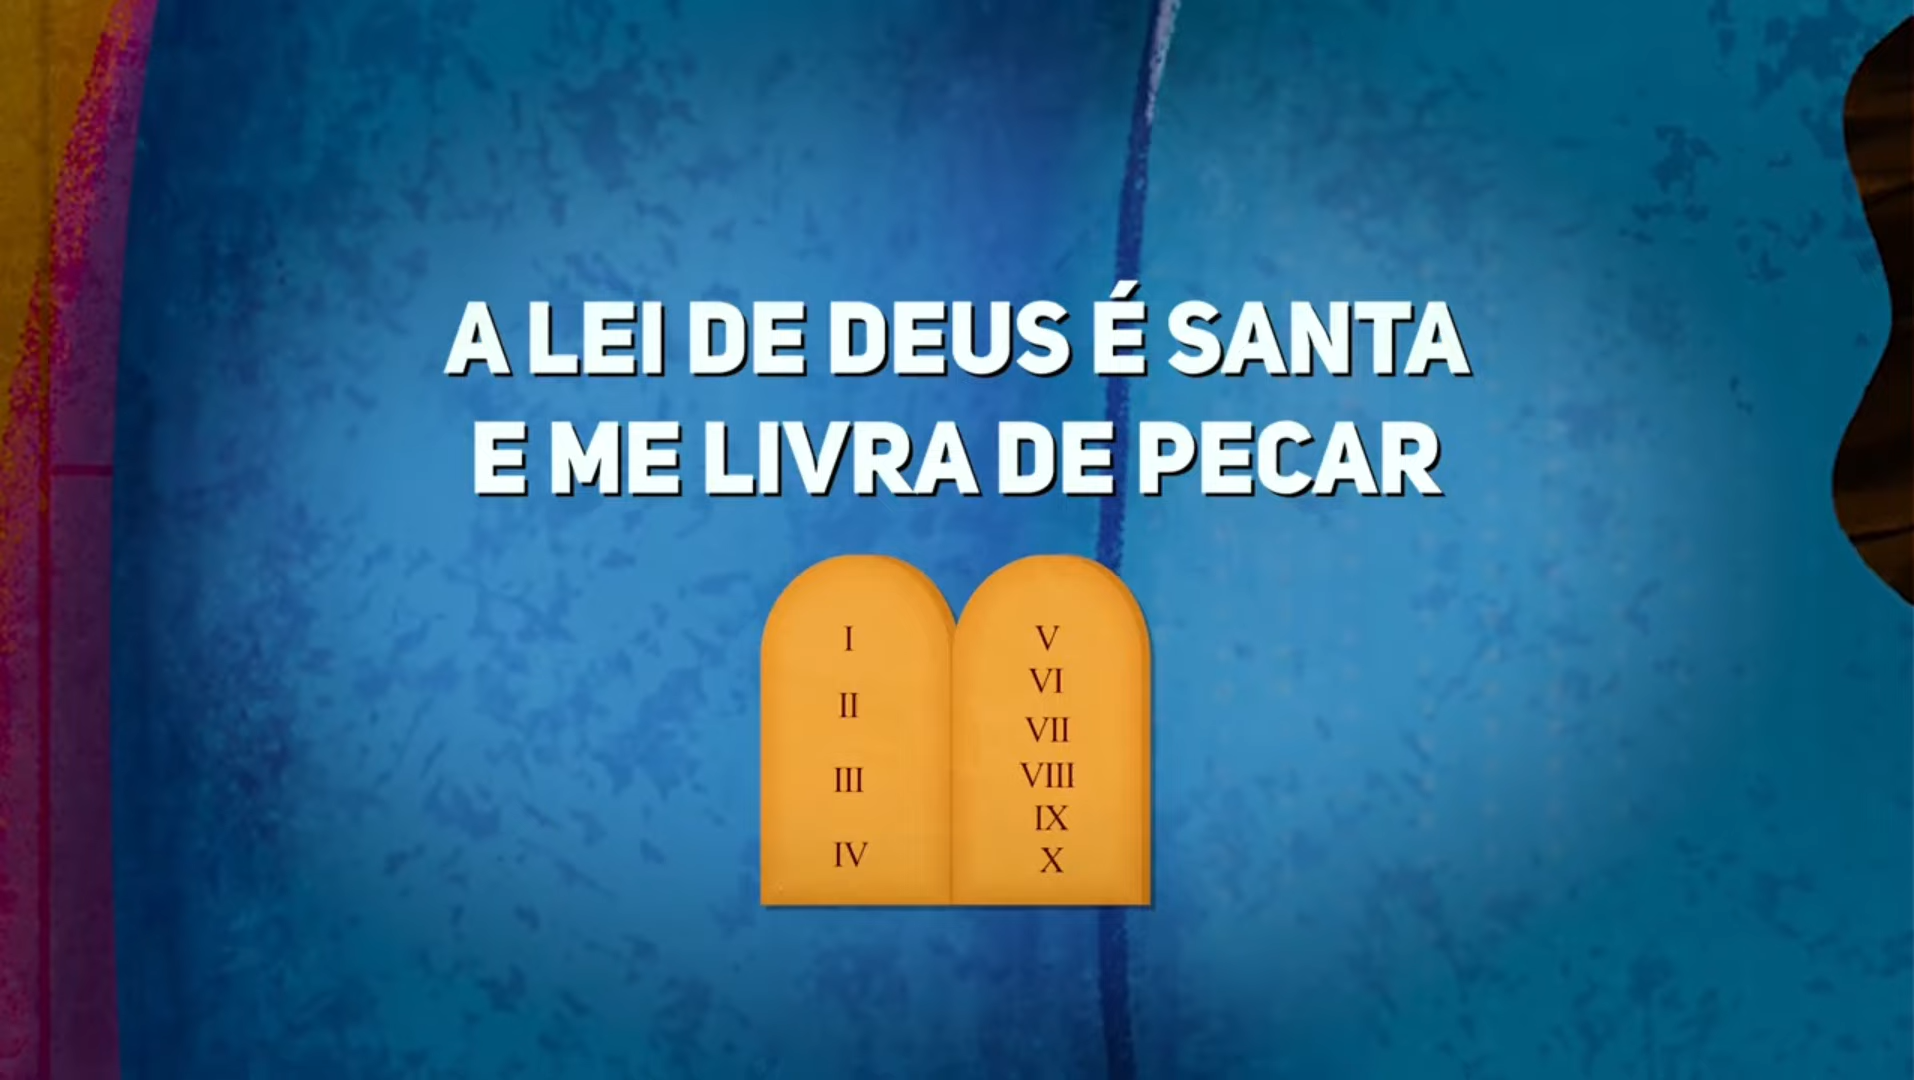 A LEI DE DEUS É SANTA
E ME LIVRA DE PECAR
I
II
III
IV
V
VI
VII
VIII
IX
X